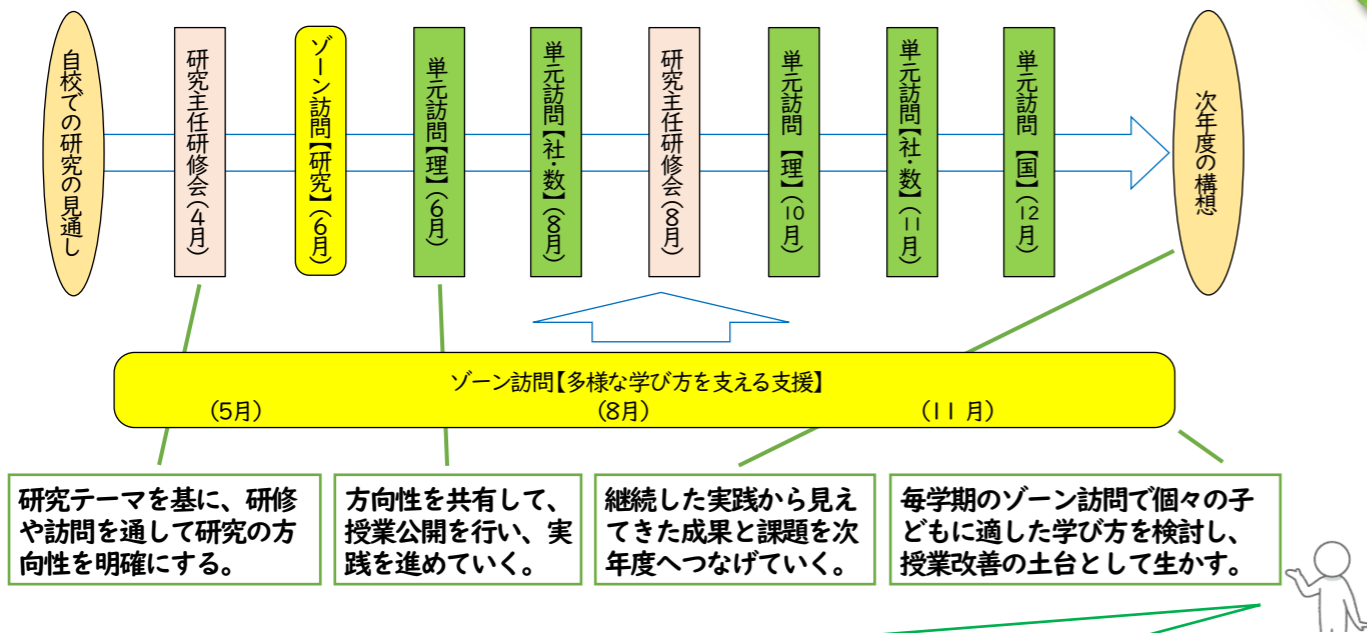 自校での研究の見通し
研究主任研修会(4月)
ゾーン訪問【研究】(6月)
単元訪問【理】(6月)
単元訪問【社・数】(8月)
研究主任研修会(8月)
単元訪問【理】(10月)
単元訪問【社・数】(11月)
単元訪問【国】(12月)
次年度の構想
ゾーン訪問【多様な学び方を支える支援】
(5月) (8月) (11月)
研究テーマを基に、研修
や訪問を通して研究の方
向性を明確にする。
方向性を共有して、
授業公開を行い、実
践を進めていく。
継続した実践から見え
てきた成果と課題を次
年度へつなげていく。
毎学期のゾーン訪問で個々の子
どもに適した学び方を検討し、
授業改善の土台として生かす。